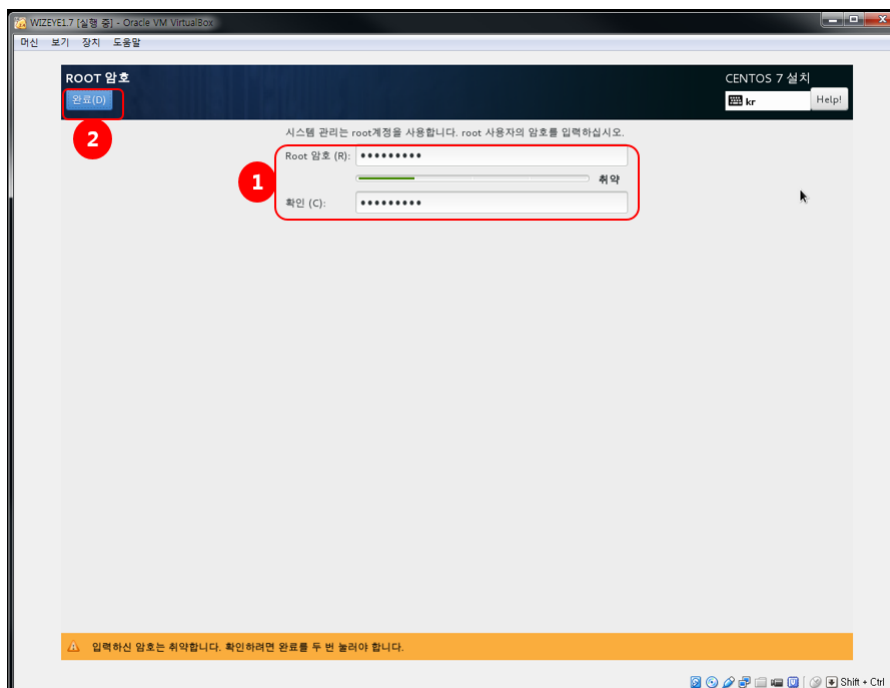 WIZEYE1.7 [실행 중] - Oracle VM VirtualBox
머신 보기 장치 도움말
ROOT 암호
CENTOS 7 설치
완료(D)
kr
Help!
2
시스템 관리는 root계정을 사용합니다. root 사용자의 암호를 입력하십시오.
Root 암호 (R): •••••••••
1
취약
확인 (C): •••••••••
입력하신 암호는 취약합니다. 확인하려면 완료를 두 번 눌러야 합니다.
Shift + Ctrl